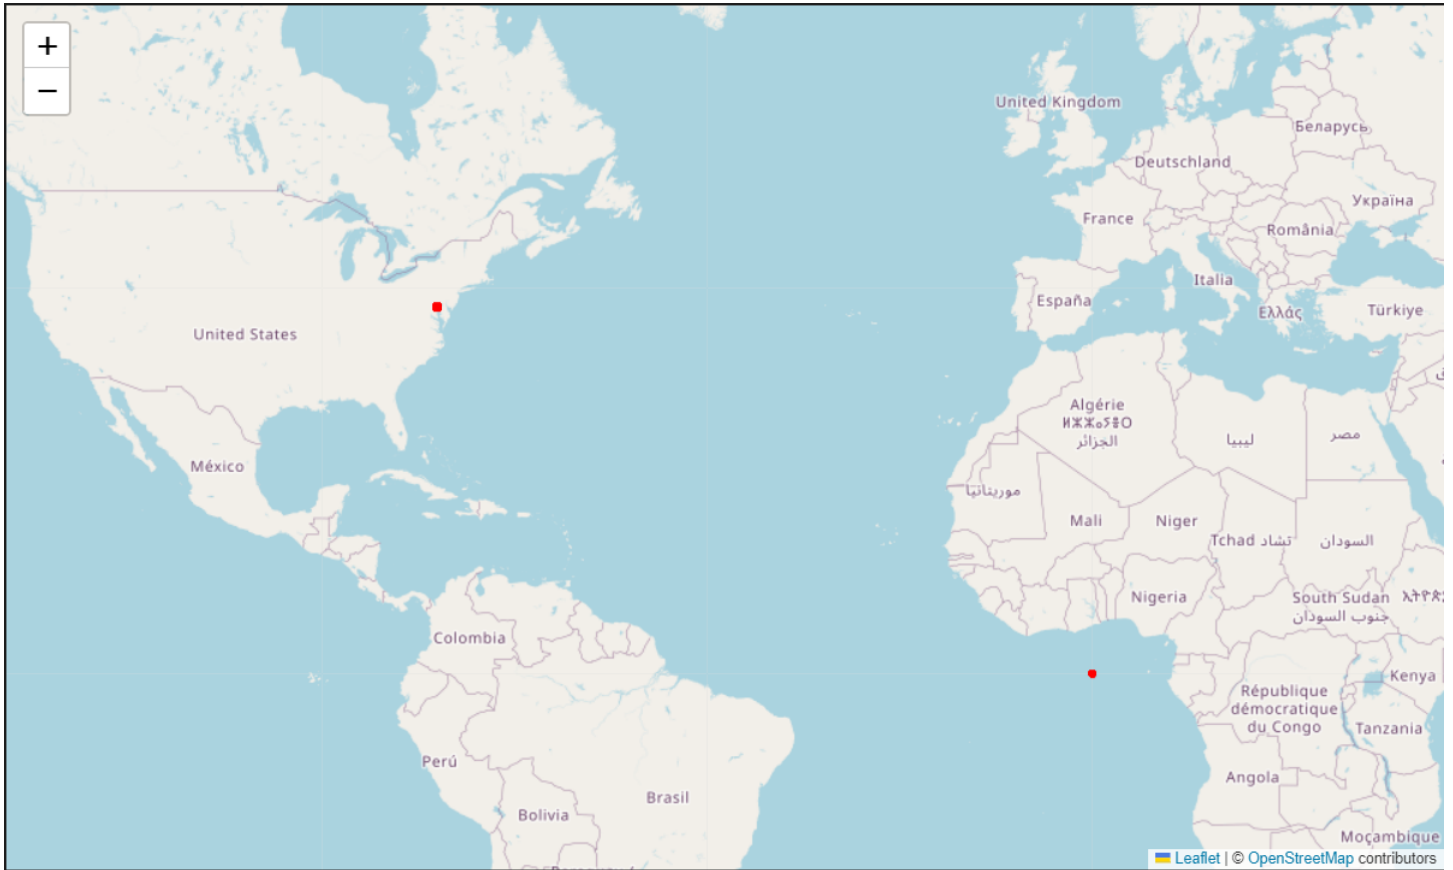 +
−
United Kingdom
Беларусь
Deutschland
Україна
France
România
Italia
España
Ελλάς
Türkiye
United States
Algérie
ⵍⵣⵣⴰⵢⴻⵔ
الجزائر
ليبيا
مصر
México
موريتانيا
Mali
Niger
Tchad تشاد
السودان
Nigeria
South Sudan
جنوب السودان
Colombia
Kenya
République
démocratique
du Congo
Tanzania
Perú
Angola
Brasil
Bolivia
Moçambique
Leaflet | © OpenStreetMap contributors